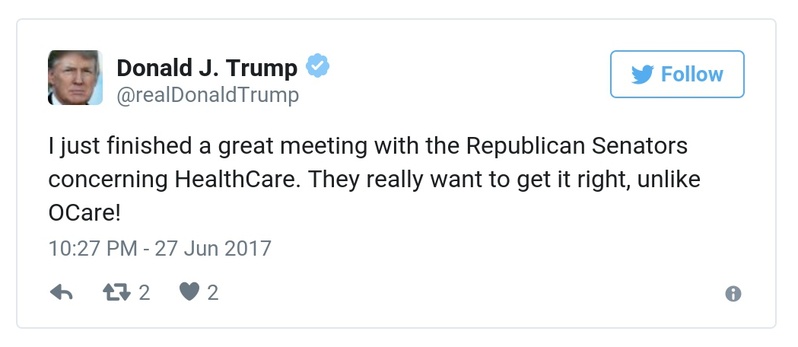 Donald J. Trump
@realDonaldTrump
Follow
I just finished a great meeting with the Republican Senators
concerning HealthCare. They really want to get it right, unlike
OCare!
10:27 PM - 27 Jun 2017
2
2